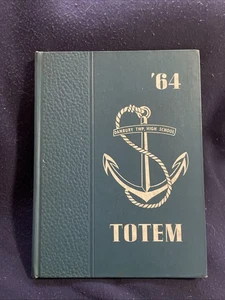 '64
DANBURY TWP. HIGH SCHOOL
TOTEM